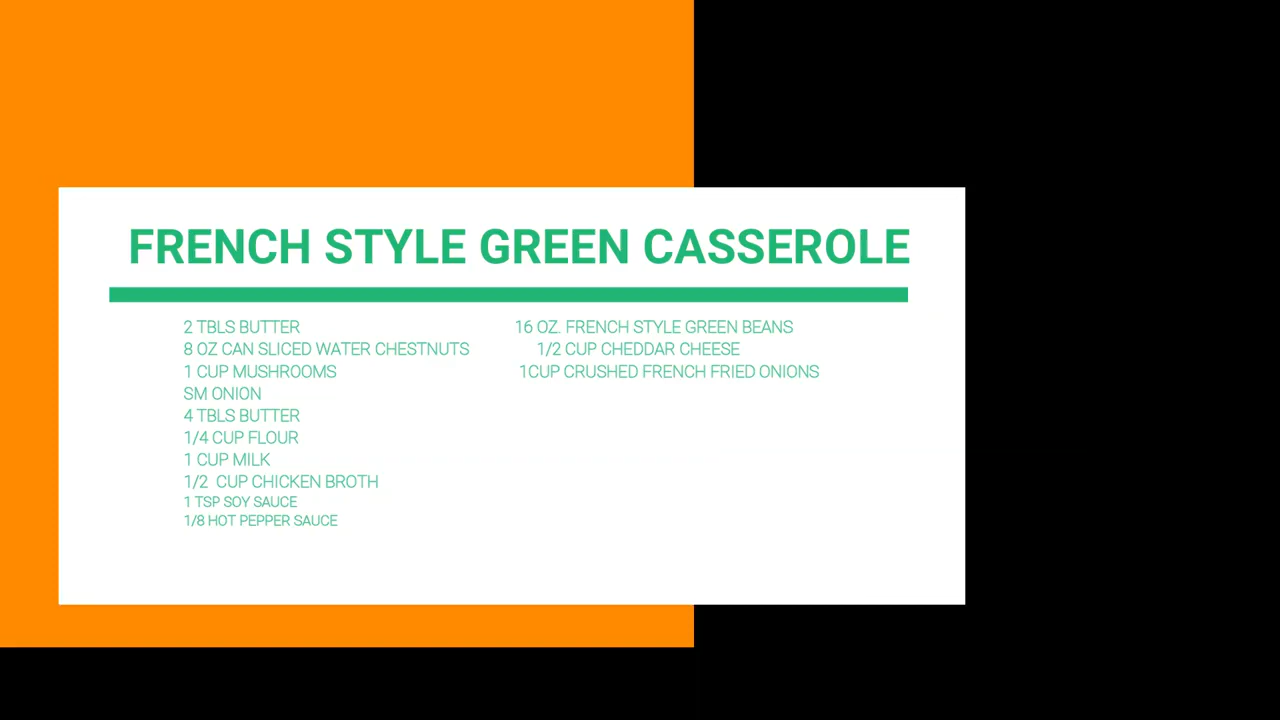 FRENCH STYLE GREEN CASSEROLE
2 TBLS BUTTER
8 OZ CAN SLICED WATER CHESTNUTS
1 CUP MUSHROOMS
SM ONION
4 TBLS BUTTER
1/4 CUP FLOUR
1 CUP MILK
1/2  CUP CHICKEN BROTH
1 TSP SOY SAUCE
1/8 HOT PEPPER SAUCE
16 OZ. FRENCH STYLE GREEN BEANS
1/2 CUP CHEDDAR CHEESE
1CUP CRUSHED FRENCH FRIED ONIONS